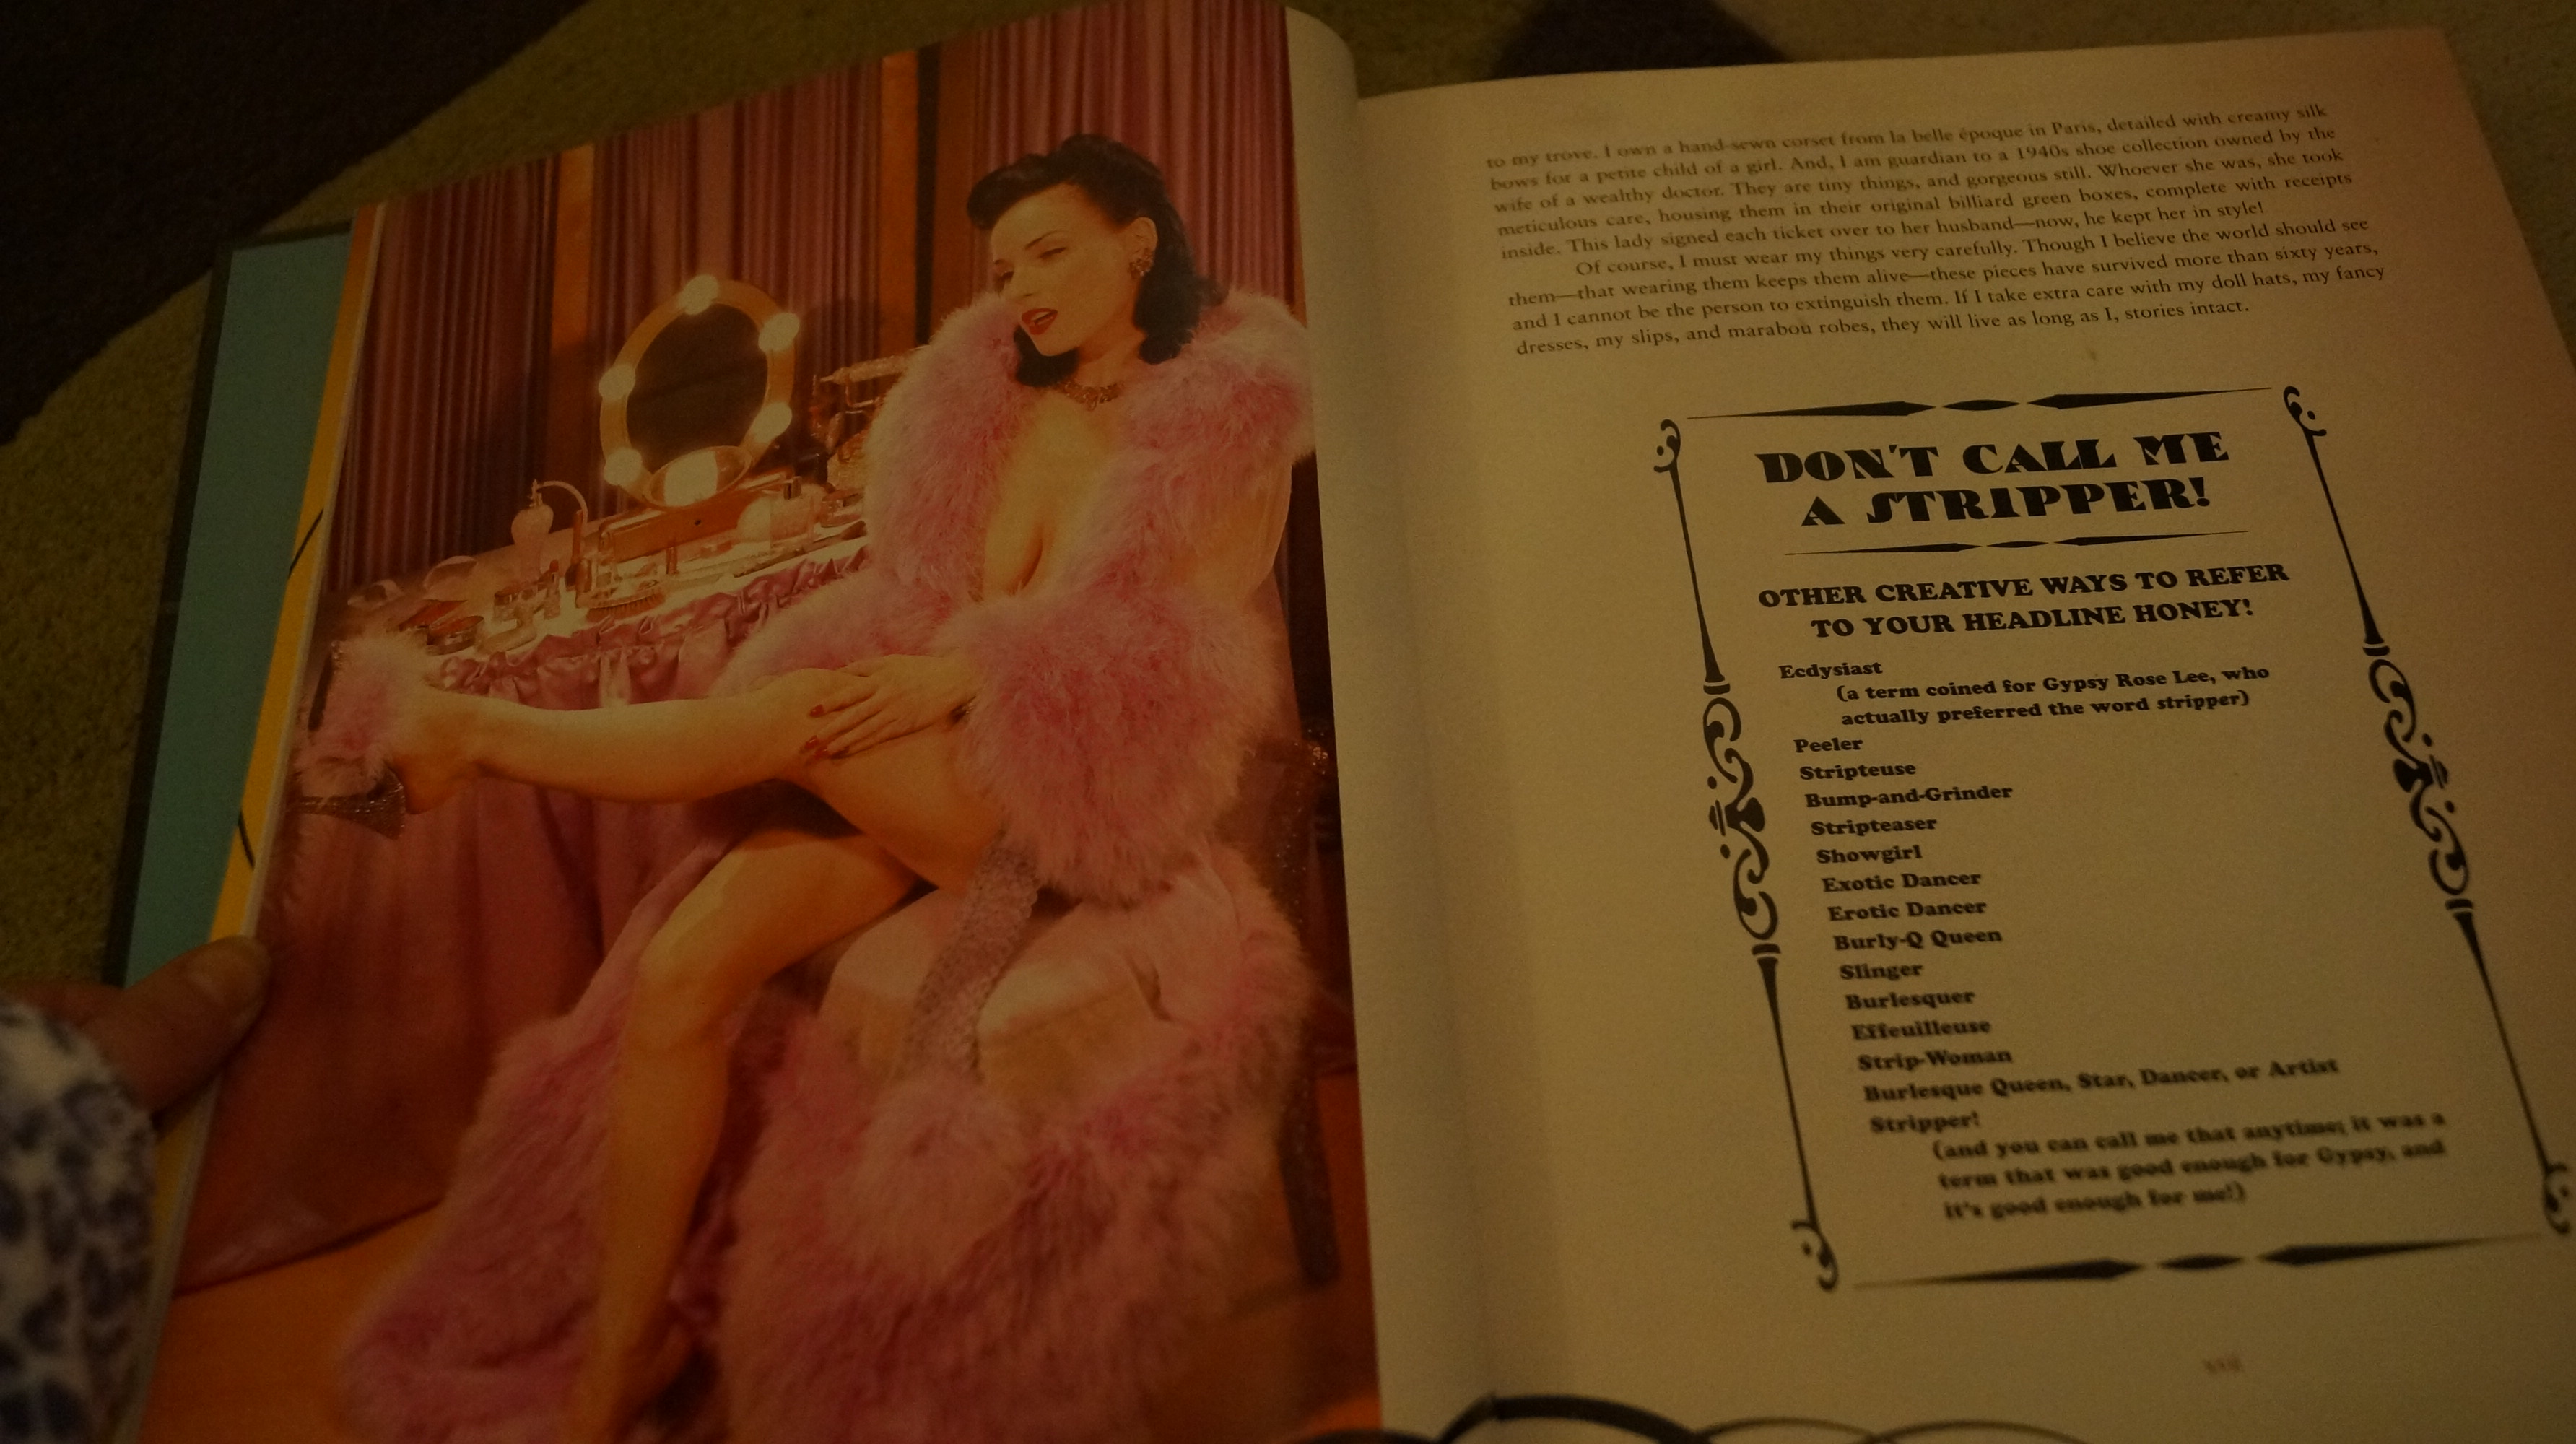 to my trove. I own a hand-sewn corset from la belle époque in Paris, detailed with creamy silk
bows for a petite child of a girl. And, I am guardian to a 1940s shoe collection owned by the
wife of a wealthy doctor. They are tiny things, and gorgeous still. Whoever she was, she took
meticulous care, housing them in their original billiard green boxes, complete with receipts
inside. This lady signed each ticket over to her husband—now, he kept her in style!
Of course, I must wear my things very carefully. Though I believe the world should see
them—that wearing them keeps them alive—these pieces have survived more than sixty years,
and I cannot be the person to extinguish them. If I take extra care with my doll hats, my fancy
dresses, my slips, and marabou robes, they will live as long as I, stories intact.
DON'T CALL ME
A STRIPPER!
OTHER CREATIVE WAYS TO REFER
TO YOUR HEADLINE HONEY!
Ecdysiast
(a term coined for Gypsy Rose Lee, who
actually preferred the word stripper)
Peeler
Stripteuse
Bump-and-Grinder
Stripteaser
Showgirl
Exotic Dancer
Erotic Dancer
Burly-Q Queen
Slinger
Burlesquer
Effeuilleuse
Strip-Woman
Burlesque Queen, Star, Dancer, or Artist
Stripper!
(and you can call me that anytime; it was a
term that was good enough for Gypsy, and
it's good enough for me!)